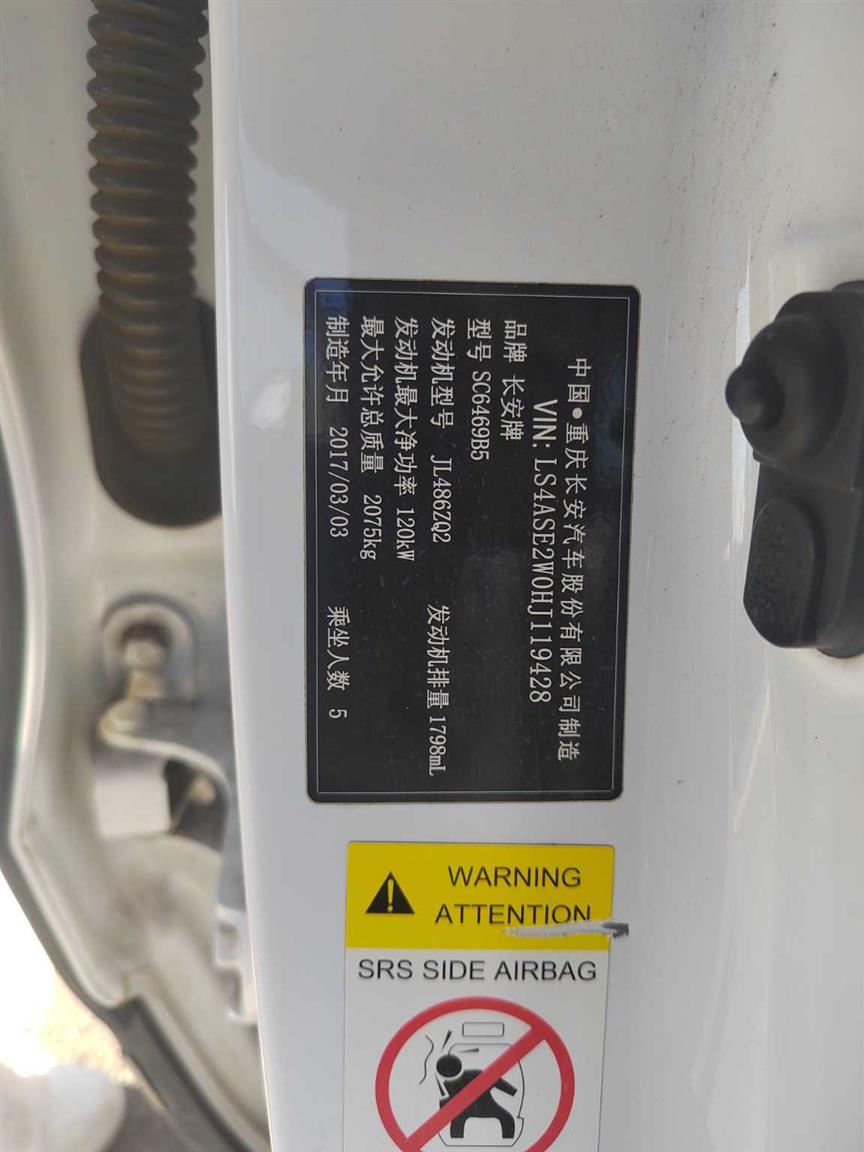 中国●重庆长安汽车股份有限公司制造
VIN: LS4ASE2W0HJ119428
品牌 长安牌
型号 SC6469B5
发动机型号 JL486ZQ2 发动机排量 1798mL
发动机最大净功率 120kW
最大允许总质量 2075kg
制造年月 2017/03/03 乘坐人数 5
WARNING
ATTENTION
SRS SIDE AIRBAG